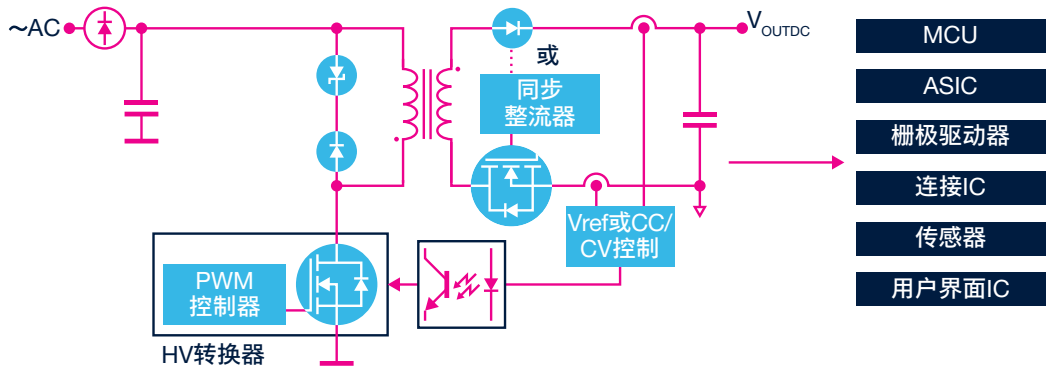 ～AC
V
OUTDC
或
同步
整流器
Vref或CC/
CV控制
PWM
控制器
HV转换器
MCU
ASIC
栅极驱动器
连接IC
传感器
用户界面IC